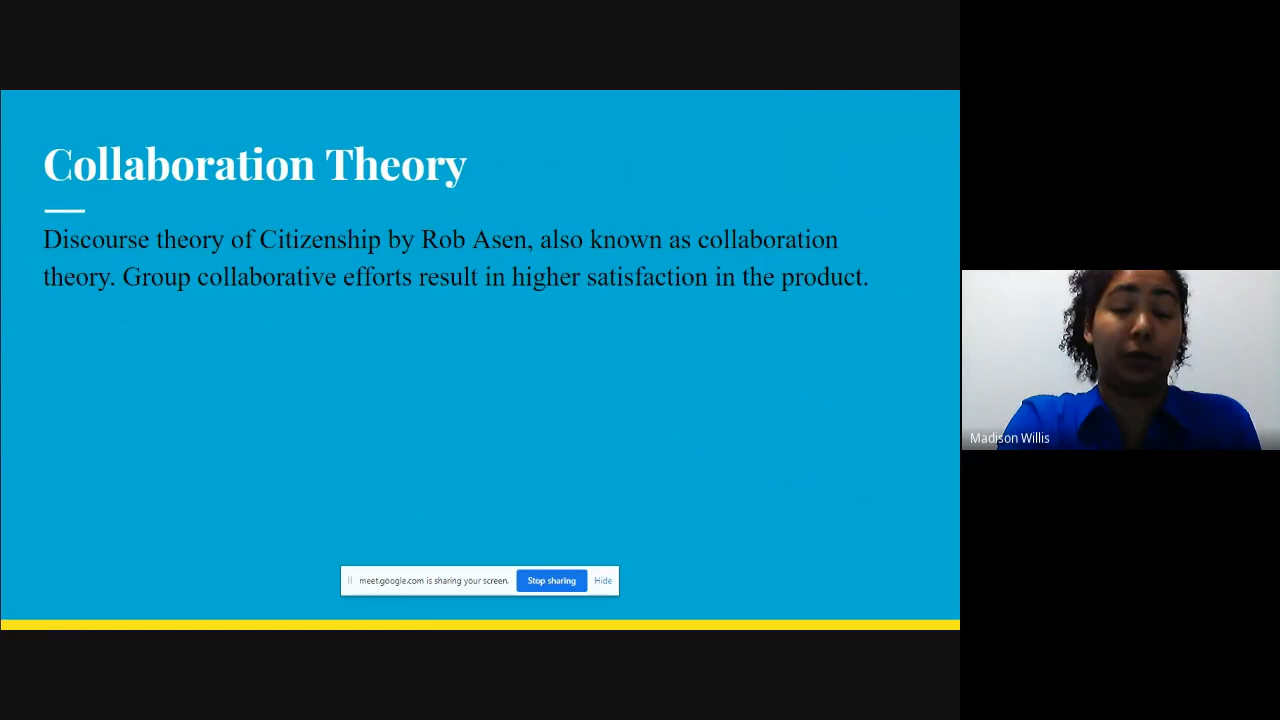 Collaboration Theory
Discourse theory of Citizenship by Rob Asen, also known as collaboration
theory. Group collaborative efforts result in higher satisfaction in the product.
Madison Willis
meet.google.com is sharing your screen. Stop sharing Hide